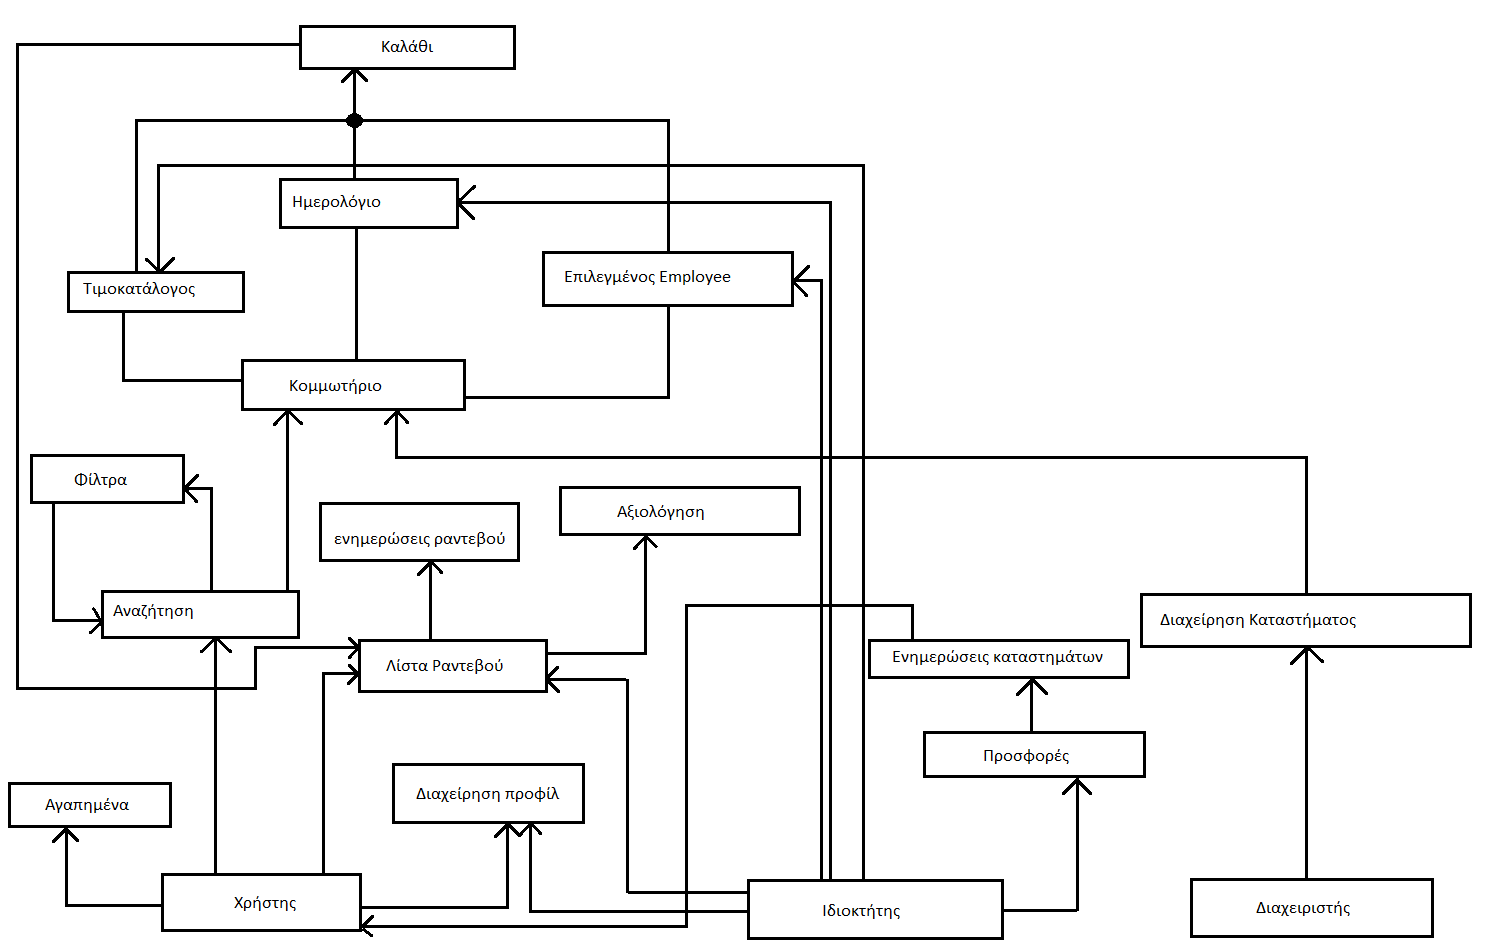 Καλάθι
Ημερολόγιο
Επιλεγμένος Employee
Τιμοκατάλογος
Κομμωτήριο
Φίλτρα
Αξιολόγηση
ενημερώσεις ραντεβού
Αναζήτηση
Διαχείρηση Καταστήματος
Λίστα Ραντεβού
Ενημερώσεις καταστημάτων
Προσφορές
Διαχείρηση προφίλ
Αγαπημένα
Χρήστης
Ιδιοκτήτης
Διαχειριστής